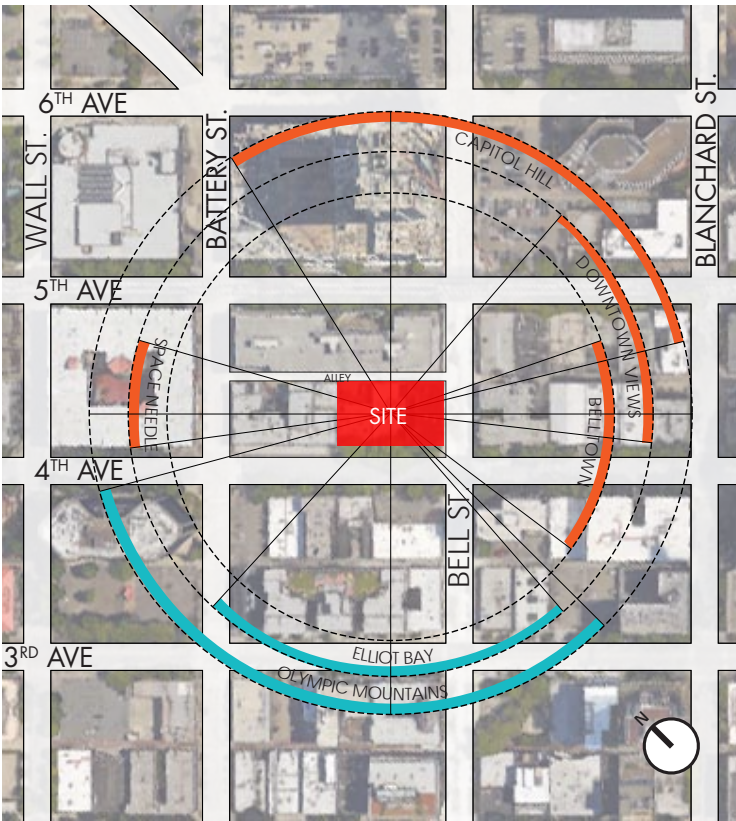 6TH AVE
WALL ST.
BATTERY ST.
BLANCHARD ST.
CAPITOL HILL
5TH AVE
DOWNTOWN VIEWS
SPACE NEEDLE
ALLEY
SITE
BELLTOWN
4TH AVE
BELL ST
3RD AVE
ELLIOT BAY
OLYMPIC MOUNTAINS
N